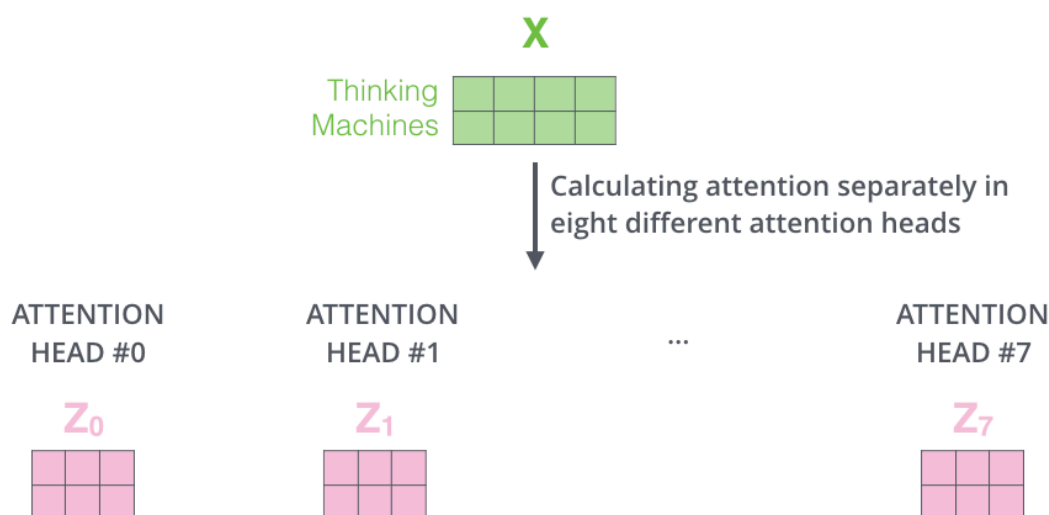 X
Thinking
Machines
Calculating attention separately in
eight different attention heads
ATTENTION
HEAD #0
ATTENTION
HEAD #1
...
ATTENTION
HEAD #7
Z0
Z1
Z7